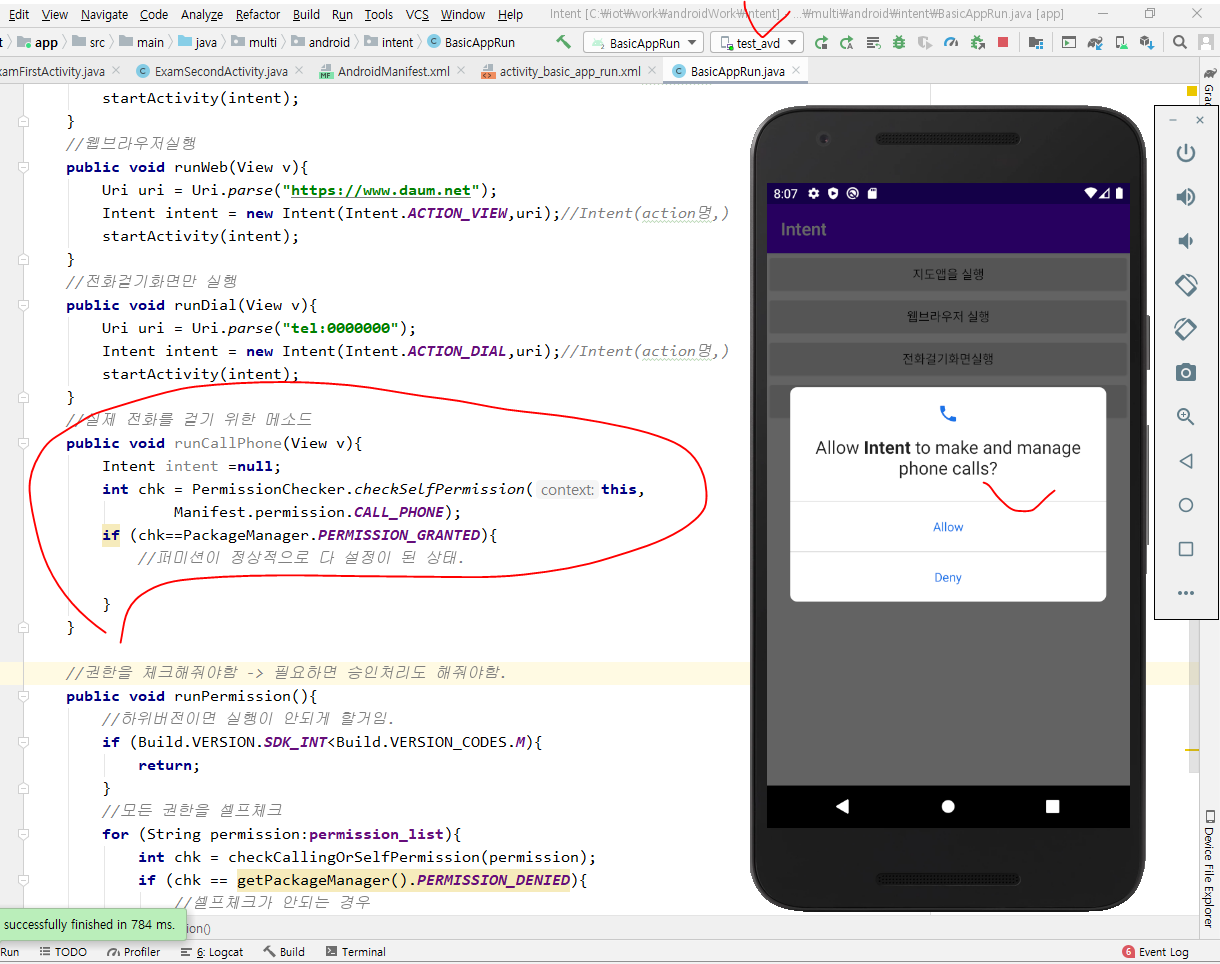 Edit View Navigate Code Analyze Refactor Build Run Tools VCS Window Help Intent [C:₩iot₩work₩androidWork₩Intent] - ...₩multi₩android₩intent₩BasicAppRun.java [app]
app src main java multi android intent BasicAppRun BasicAppRun test_avd
xamFirstActivity.java ExamSecondActivity.java AndroidManifest.xml activity_basic_app_run.xml BasicAppRun.java
startActivity(intent);
}
//웹브라우저실행
public void runWeb(View v){
Uri uri = Uri.parse("https://www.daum.net");
Intent intent = new Intent(Intent.ACTION_VIEW,uri);//Intent(action명,)
startActivity(intent);
}
//전화걸기화면만 실행
public void runDial(View v){
Uri uri = Uri.parse("tel:0000000");
Intent intent = new Intent(Intent.ACTION_DIAL,uri);//Intent(action명,)
startActivity(intent);
}
//실제 전화를 걸기 위한 메소드
public void runCallPhone(View v){
Intent intent =null;
int chk = PermissionChecker.checkSelfPermission( context: this,
Manifest.permission.CALL_PHONE);
if (chk==PackageManager.PERMISSION_GRANTED){
//퍼미션이 정상적으로 다 설정이 된 상태.
}
}
//권한을 체크해줘야함 -> 필요하면 승인처리도 해줘야함.
public void runPermission(){
//하위버전이면 실행이 안되게 할거임.
if (Build.VERSION.SDK_INT<Build.VERSION_CODES.M){
return;
}
//모든 권한을 셀프체크
for (String permission:permission_list){
int chk = checkCallingOrSelfPermission(permission);
if (chk == getPackageManager().PERMISSION_DENIED){
//셀프체크가 안되는 경우
successfully finished in 784 ms.
ion()
Run TODO Profiler 6: Logcat Build Terminal 6 Event Log
8:07
Intent
지도앱을 실행
웹브라우저 실행
전화걸기화면실행
Allow Intent to make and manage
phone calls?
Allow
Deny
Grad
Device File Explorer